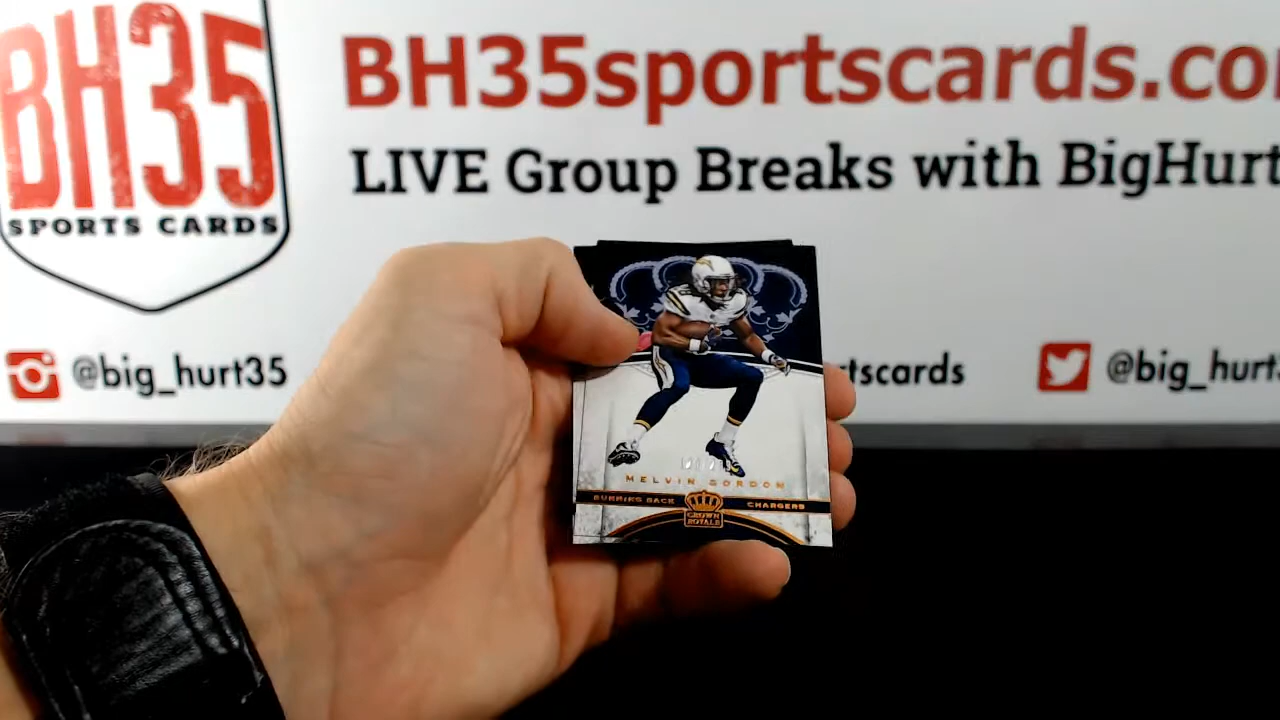 BH35
SPORTS CARDS
BH35sportscards.co
LIVE Group Breaks with BigHurt
@big_hurt35
tscards
@big_hurt
MELVIN GORDON
RUNNING BACK
CHARGERS
CROWN
ROYALE